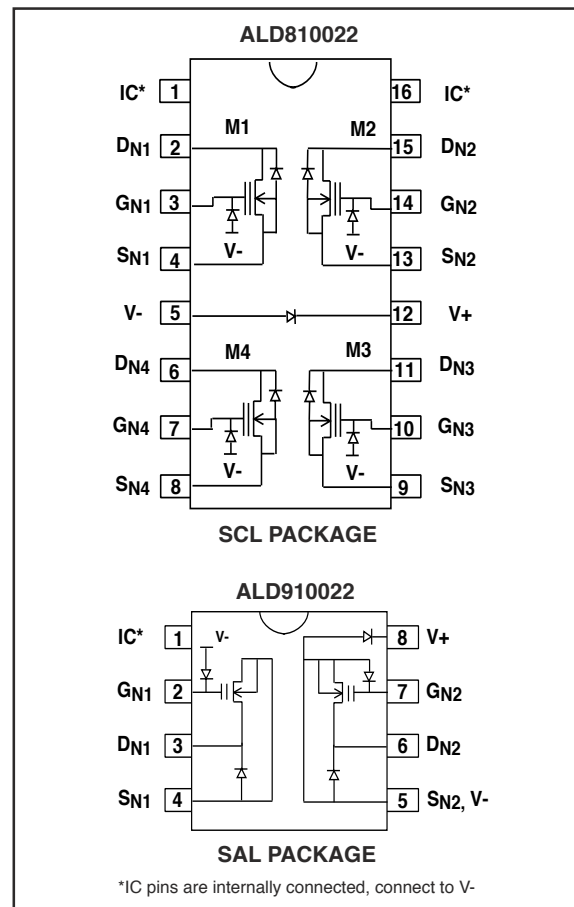 ALD810022
IC* 1 16 IC*
M1 M2
DN1 2 15 DN2
GN1 3 14 GN2
V- V-
SN1 4 13 SN2
V- 5 12 V+
M4 M3
DN4 6 11 DN3
GN4 7 10 GN3
V- V-
SN4 8 9 SN3
SCL PACKAGE
ALD910022
IC* 1 V- 8 V+
GN1 2 7 GN2
DN1 3 6 DN2
SN1 4 5 SN2, V-
SAL PACKAGE
*IC pins are internally connected, connect to V-